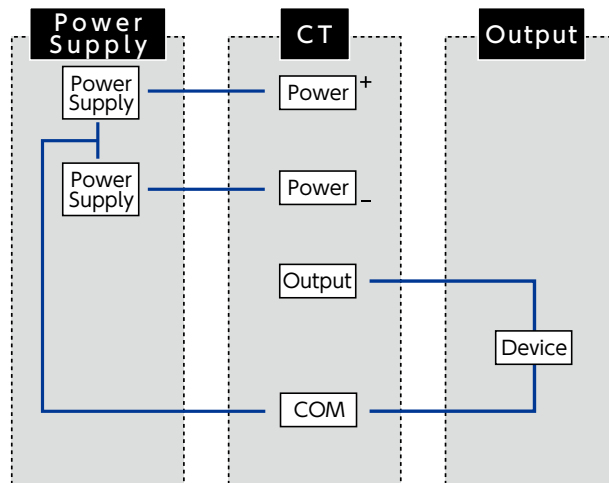 Power
Supply
CT
Output
Power
Supply
Power +
Power
Supply
Power −
Output
Device
COM